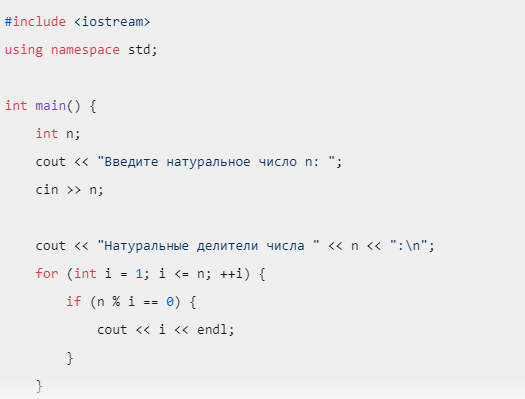 #include <iostream>
using namespace std;
int main() {
int n;
cout << "Введите натуральное число n: ";
cin >> n;
cout << "Натуральные делители числа " << n << ":\n";
for (int i = 1; i <= n; ++i) {
if (n % i == 0) {
cout << i << endl;
}
}